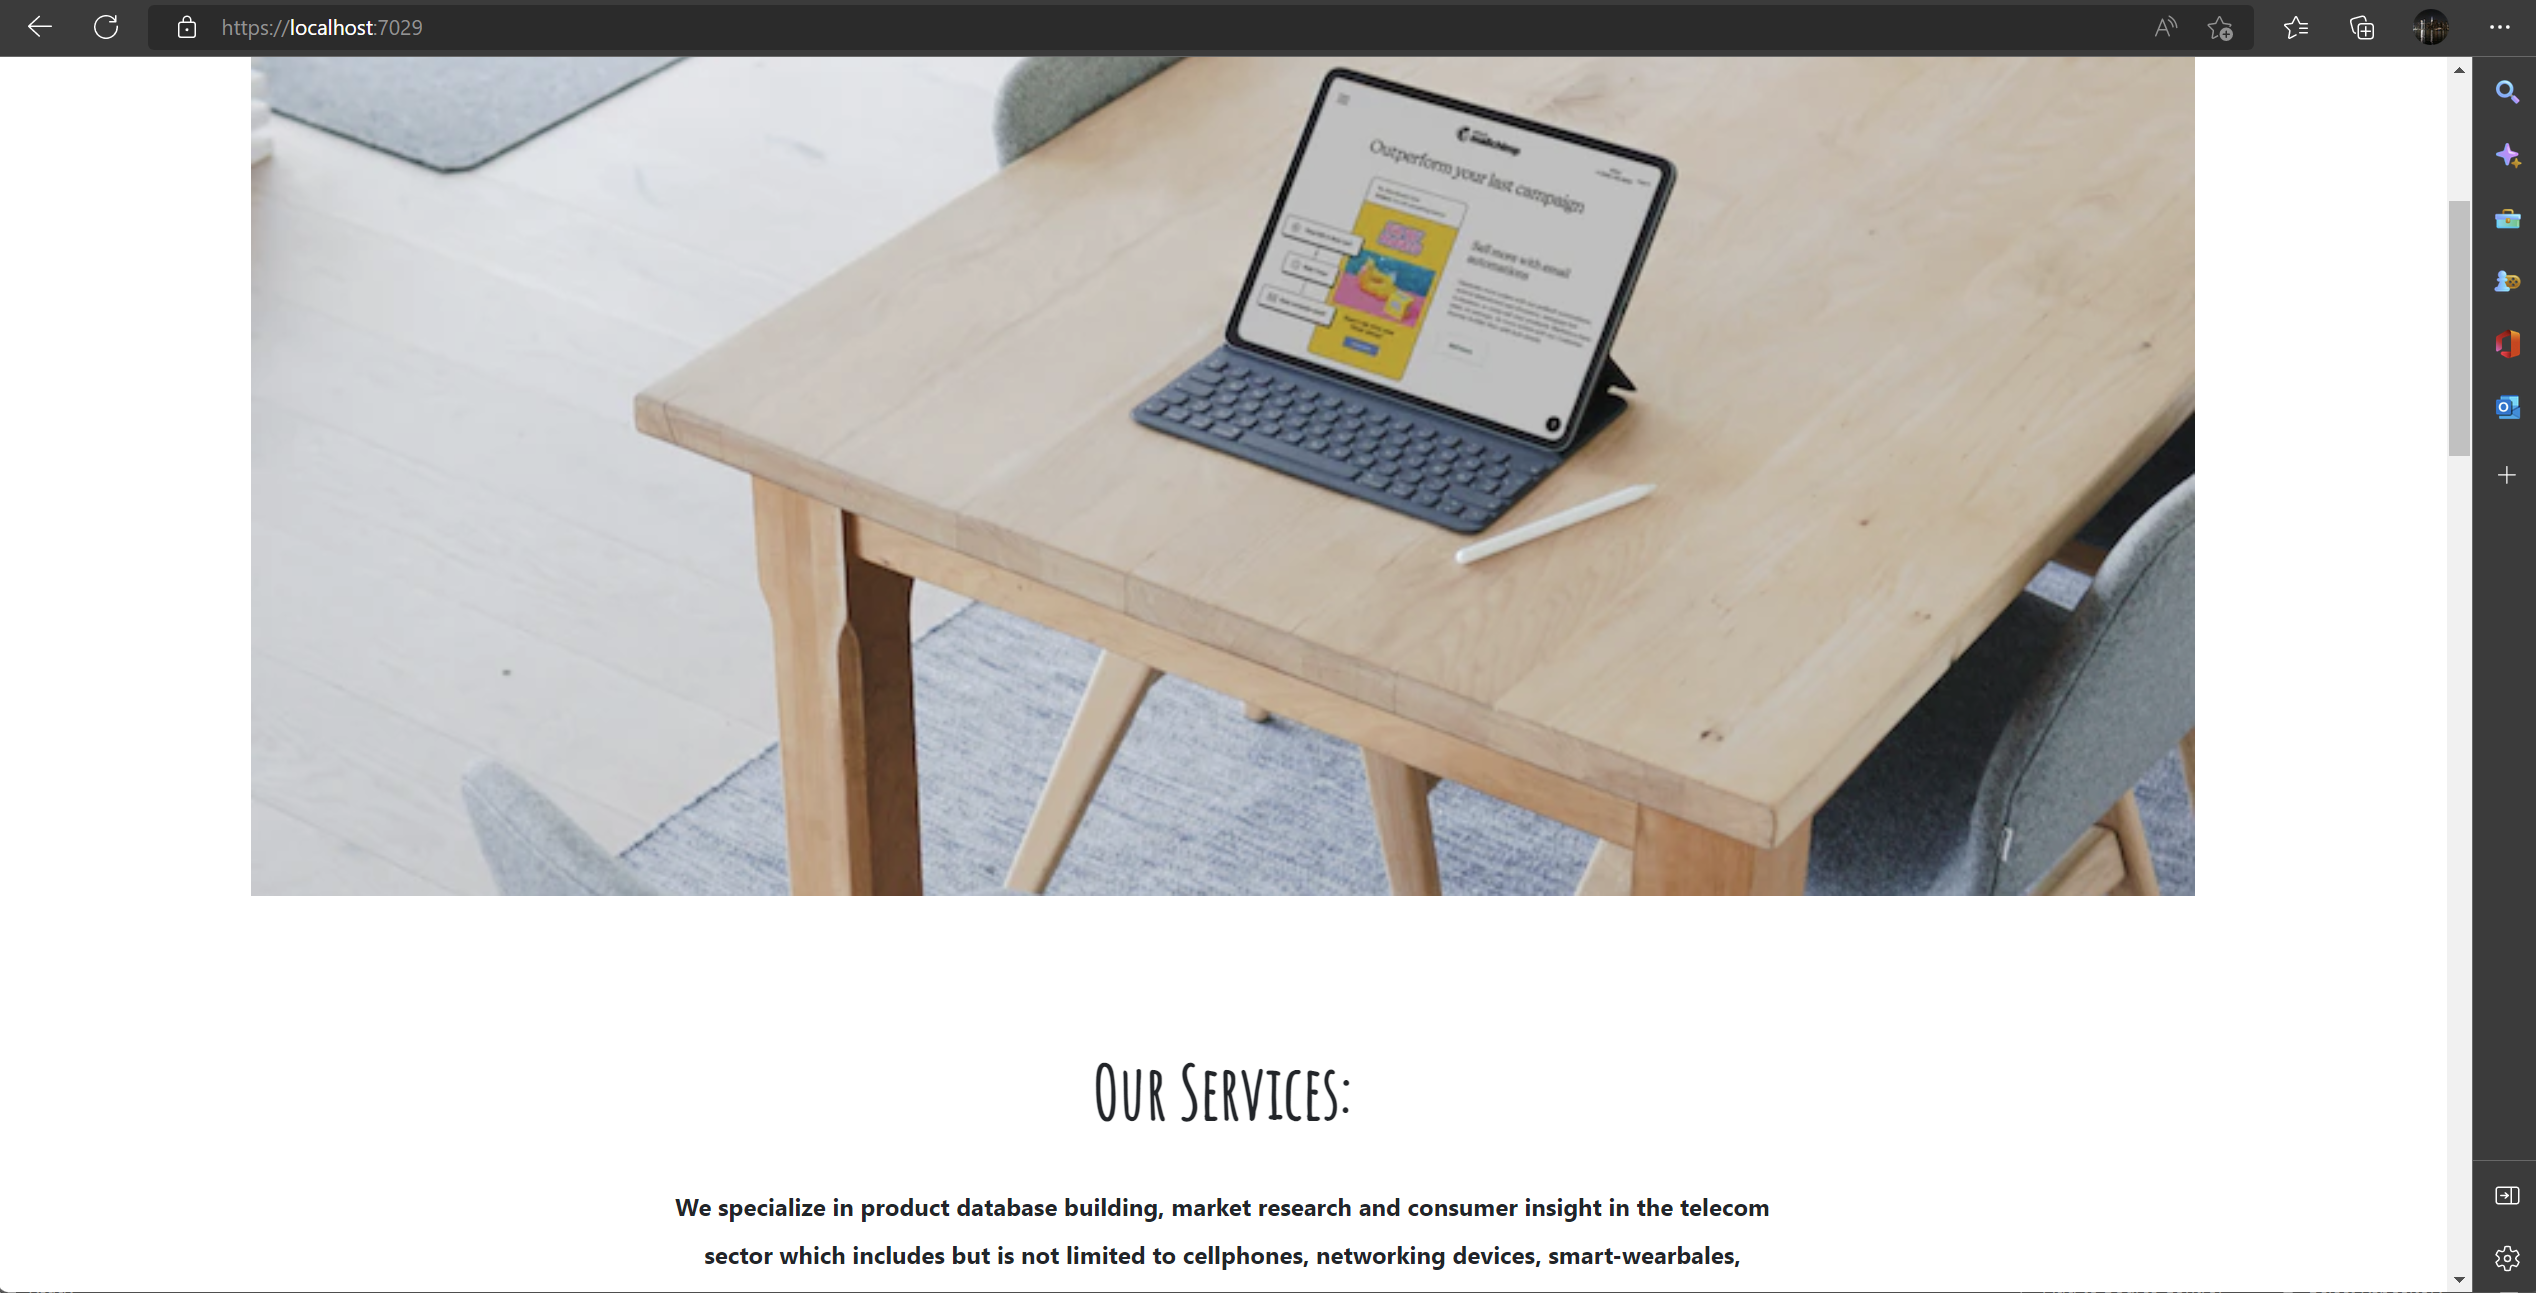 https://localhost:7029
mailchimp
Outperform your last campaign
Sell more with email
automations
Our Services:
We specialize in product database building, market research and consumer insight in the telecom
sector which includes but is not limited to cellphones, networking devices, smart-wearbales,